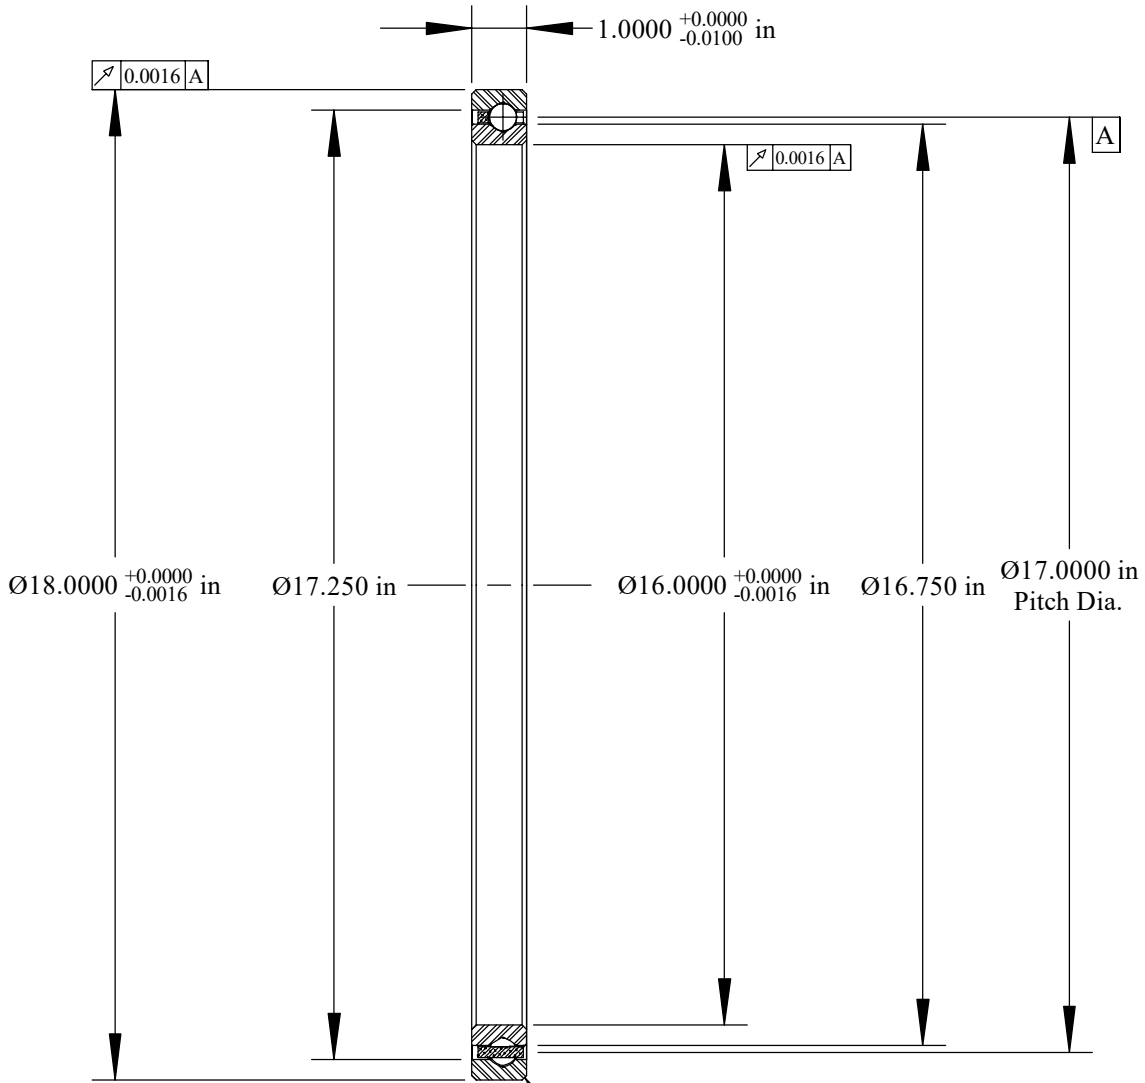 1.0000 +0.0000 -0.0100 in
0.0016 A
A
0.0016 A
Ø18.0000 +0.0000 -0.0016 in
Ø17.250 in
Ø16.0000 +0.0000 -0.0016 in
Ø16.750 in
Ø17.0000 in
Pitch Dia.